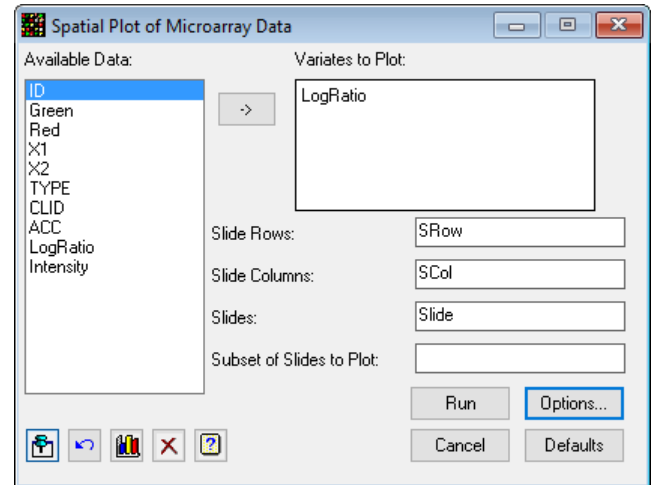 Spatial Plot of Microarray Data
Available Data:
Variates to Plot:
ID
Green
Red
X1
X2
TYPE
CLID
ACC
LogRatio
Intensity
->
LogRatio
Slide Rows:
SRow
Slide Columns:
SCol
Slides:
Slide
Subset of Slides to Plot:
Run
Options...
Cancel
Defaults
?